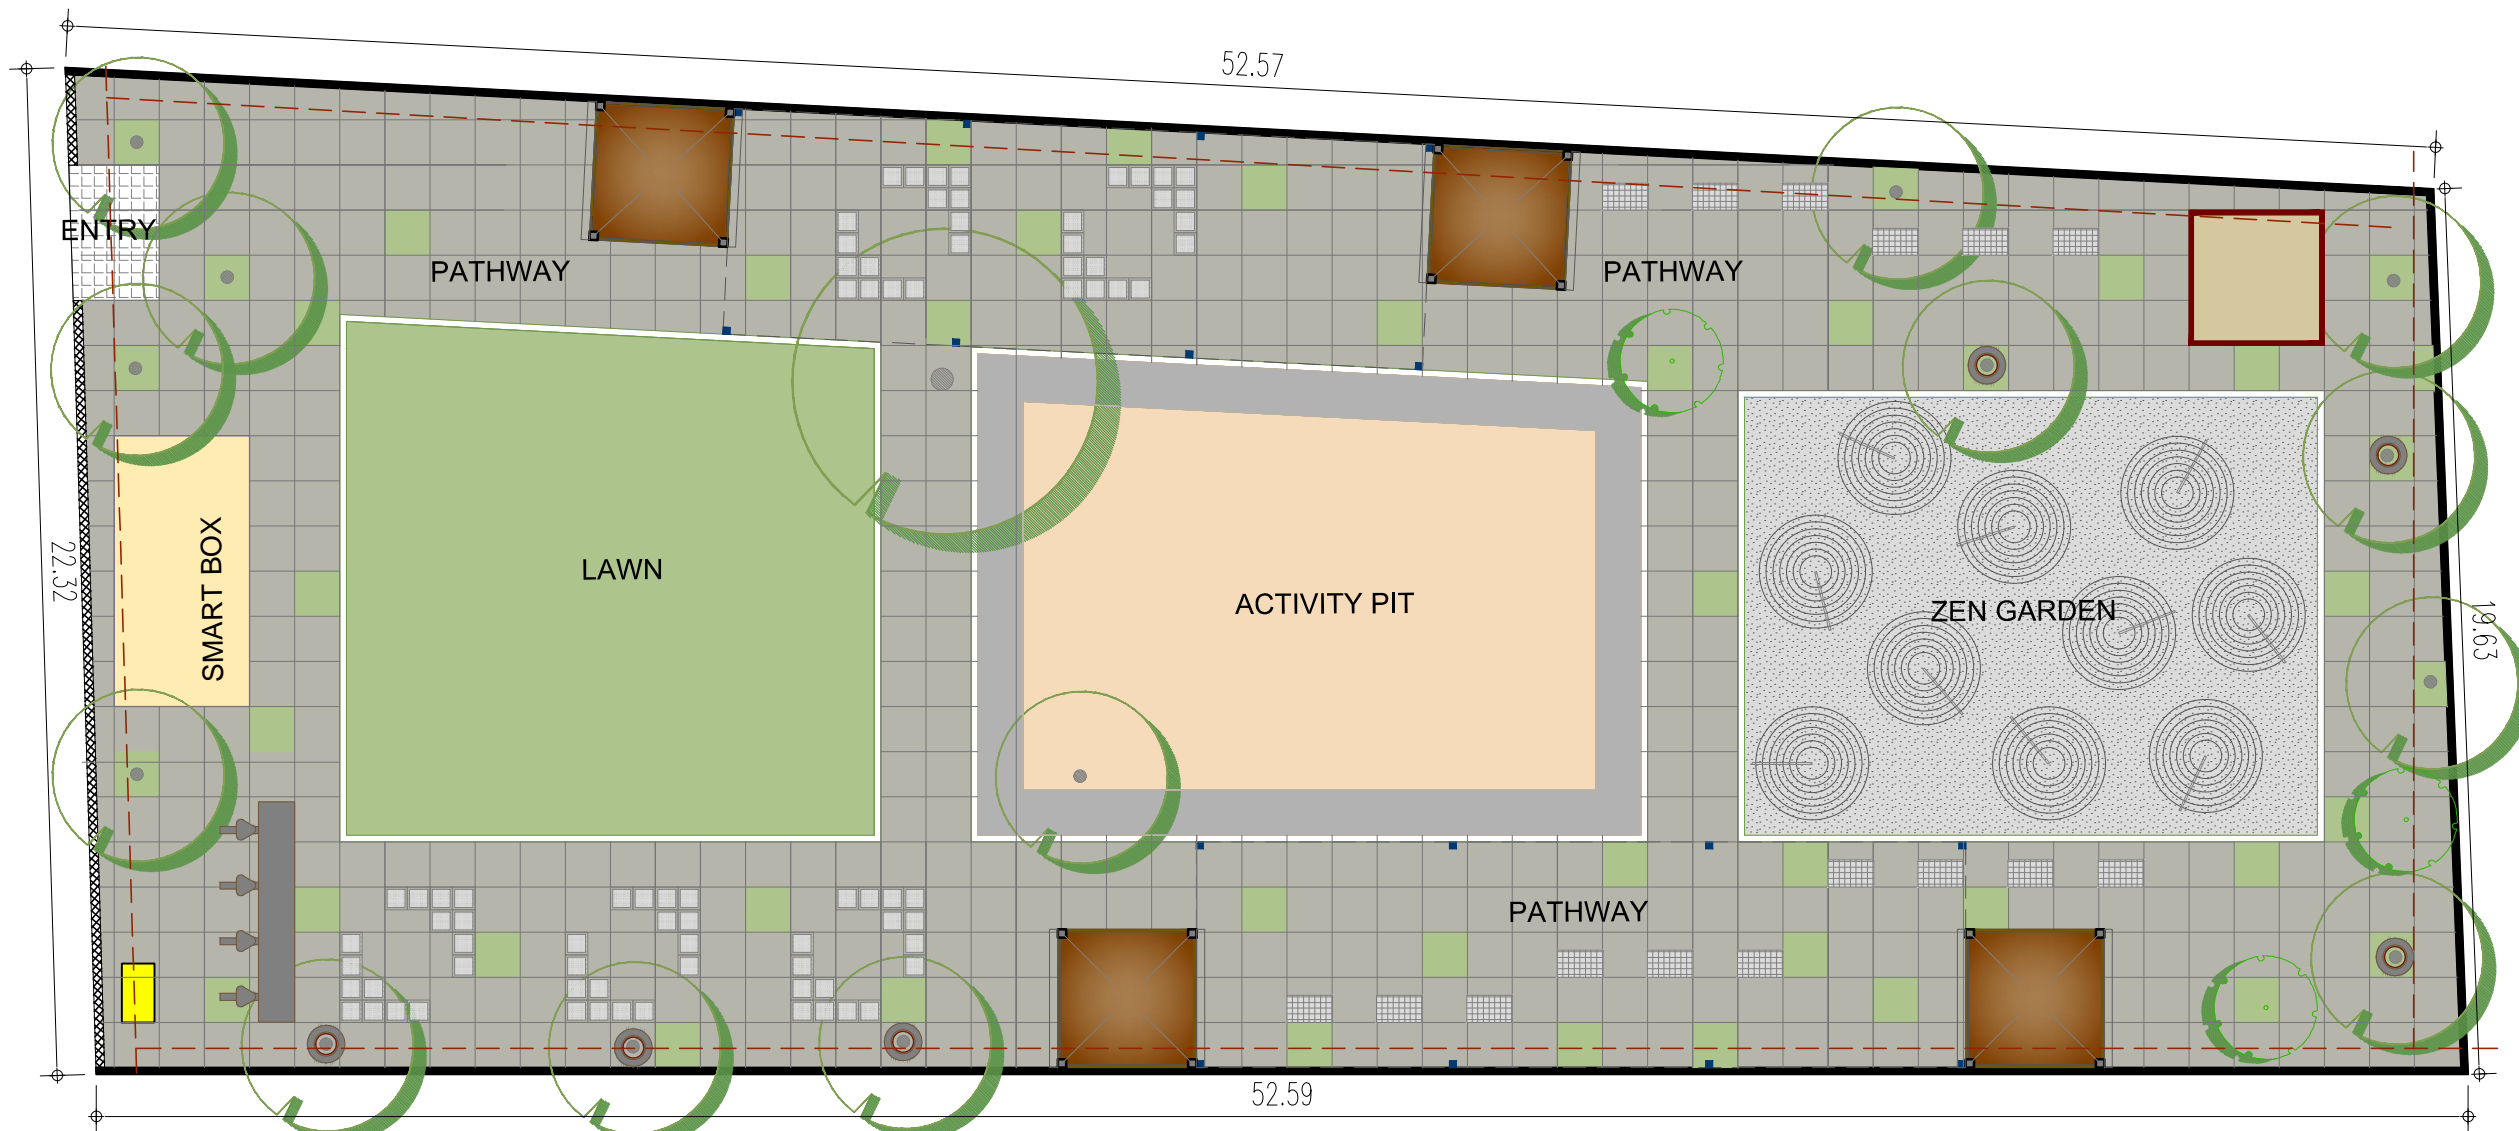 52.57
ENTRY
PATHWAY
PATHWAY
22.32
SMART BOX
LAWN
ACTIVITY PIT
ZEN GARDEN
19.63
PATHWAY
52.59